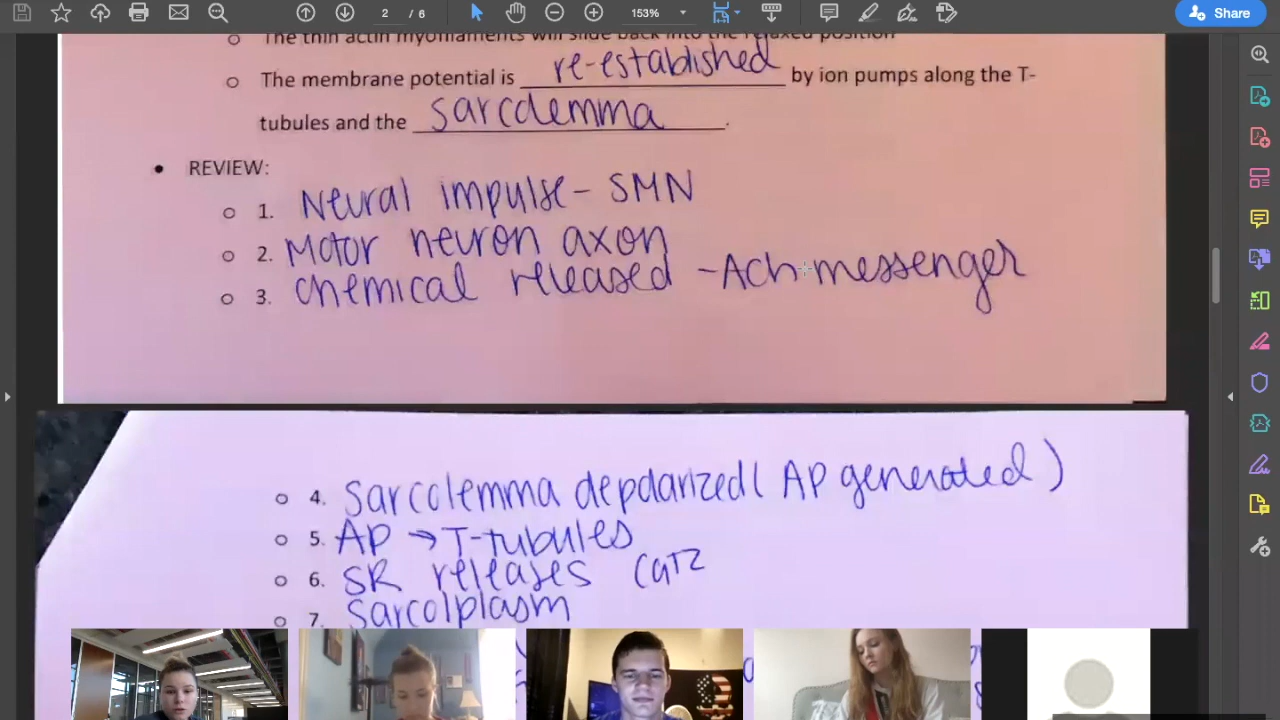 2 / 6
153%
Share
The thin actin myofilaments will slide back into the relaxed position
The membrane potential is re-established by ion pumps along the T-
tubules and the sarcolemma.
REVIEW:
1. Neural impulse - SMN
2. Motor neuron axon
3. chemical released - Ach messenger
4. Sarcolemma depolarized ( AP generated )
5. AP → T-tubules
6. SR releases Ca+2
7. Sarcolplasm